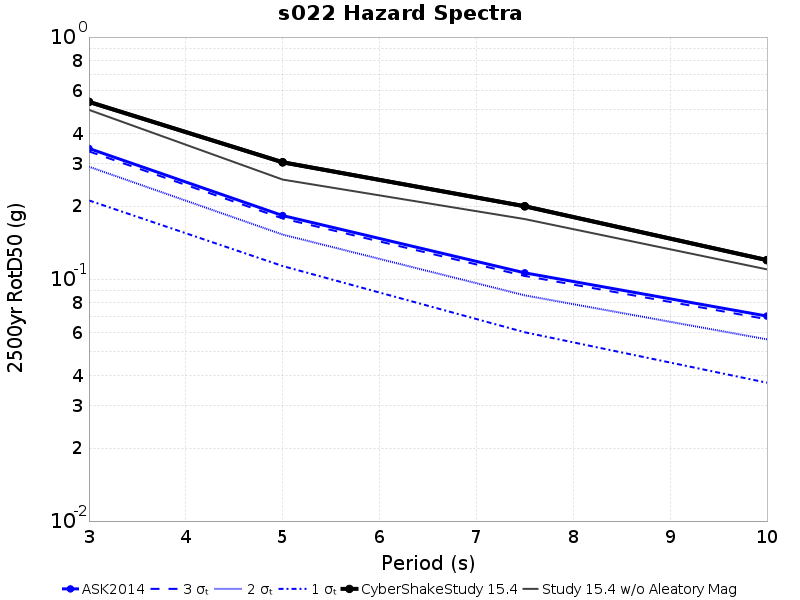 s022 Hazard Spectra
10^0
8
6
4
3
2
10^-1
8
6
4
3
2
10^-2
2500yr RotD50 (g)
3 4 5 6 7 8 9 10
Period (s)
ASK2014 3 σₜ 2 σₜ 1 σₜ CyberShakeStudy 15.4 Study 15.4 w/o Aleatory Mag